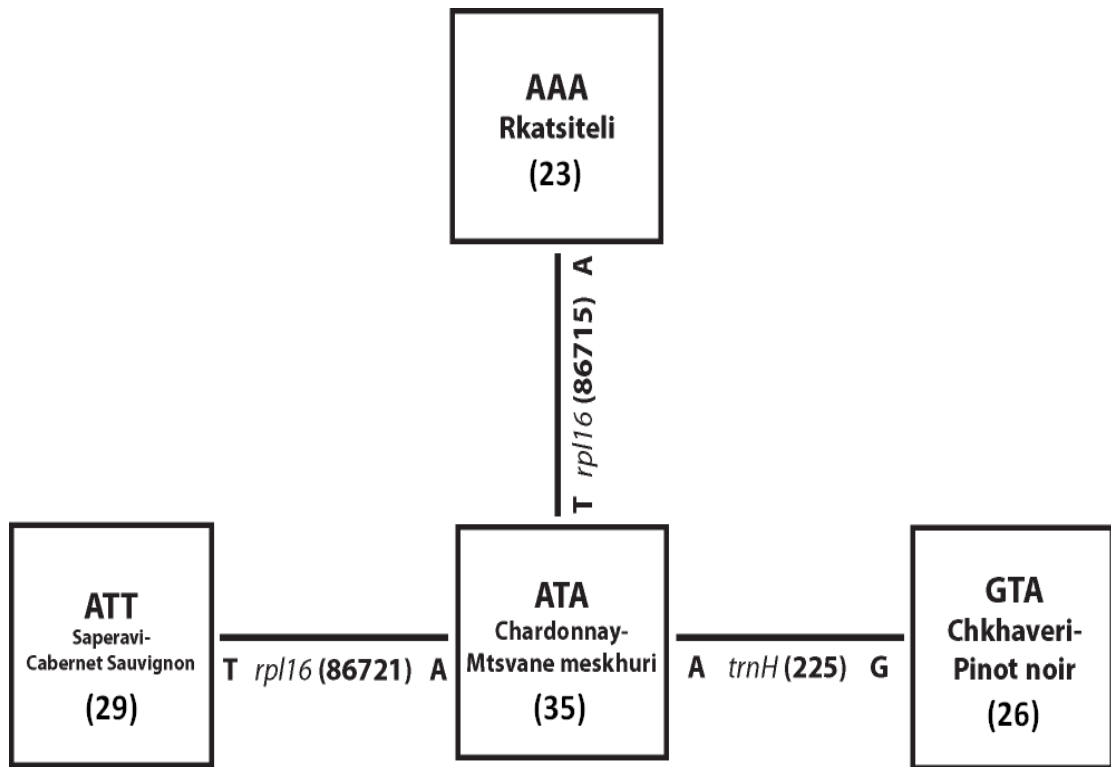 AAA
Rkatsiteli
(23)
T rpl16 (86715) A
ATT
Saperavi-
Cabernet Sauvignon
(29)
T rpl16 (86721) A
ATA
Chardonnay-
Mtsvane meskhuri
(35)
A trnH (225) G
GTA
Chkhaveri-
Pinot noir
(26)